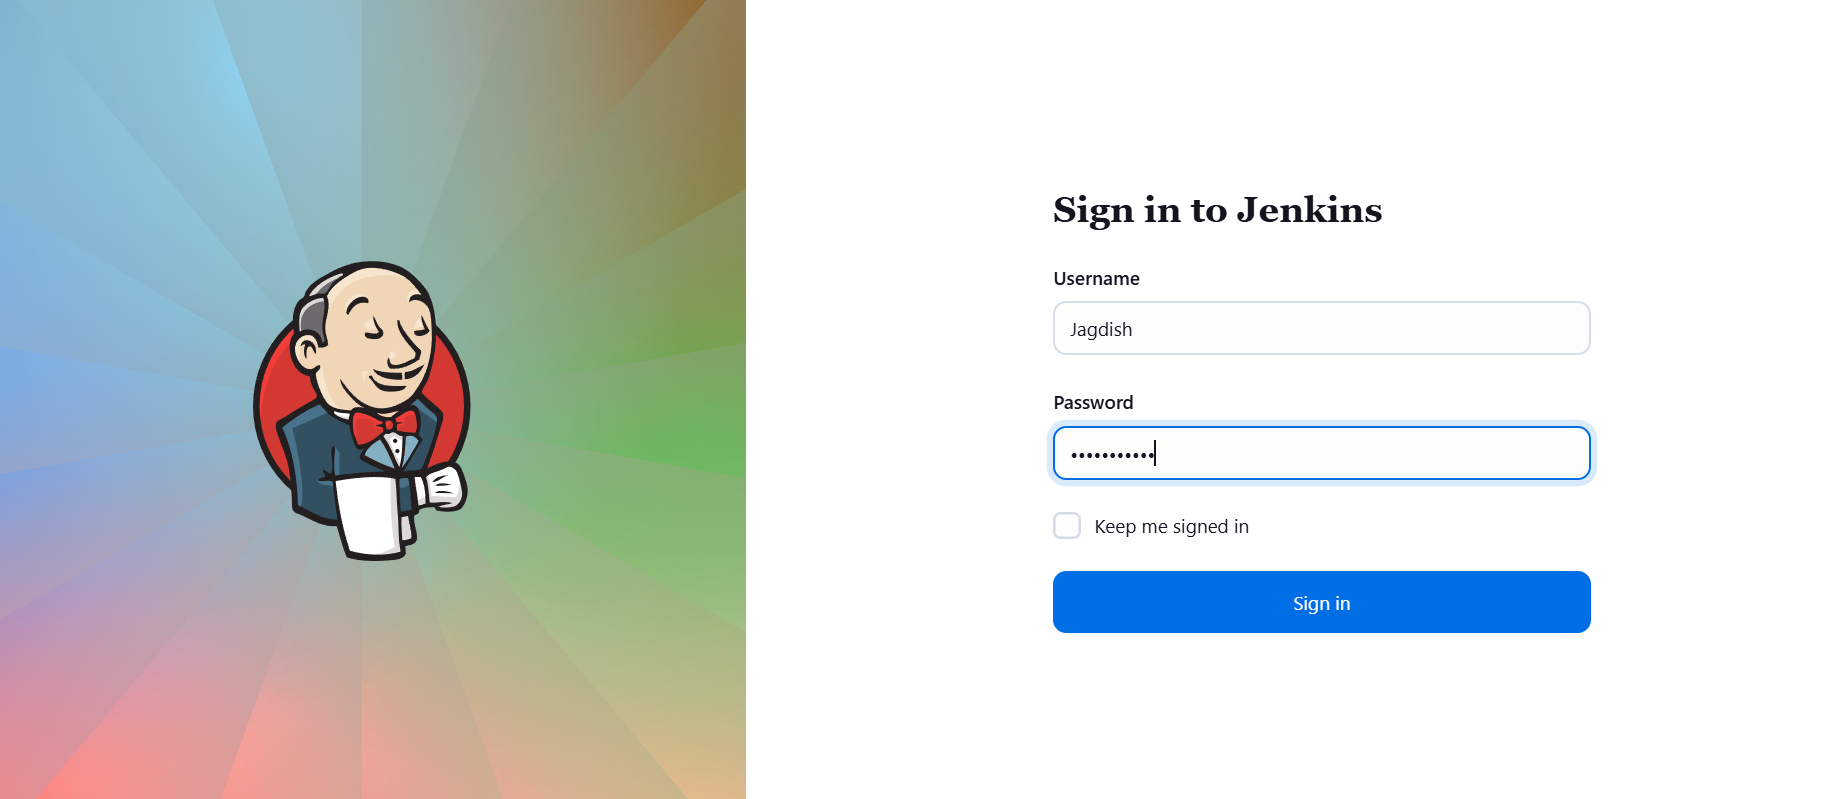 Sign in to Jenkins
Username
Jagdish
Password
•••••••••••
Keep me signed in
Sign in